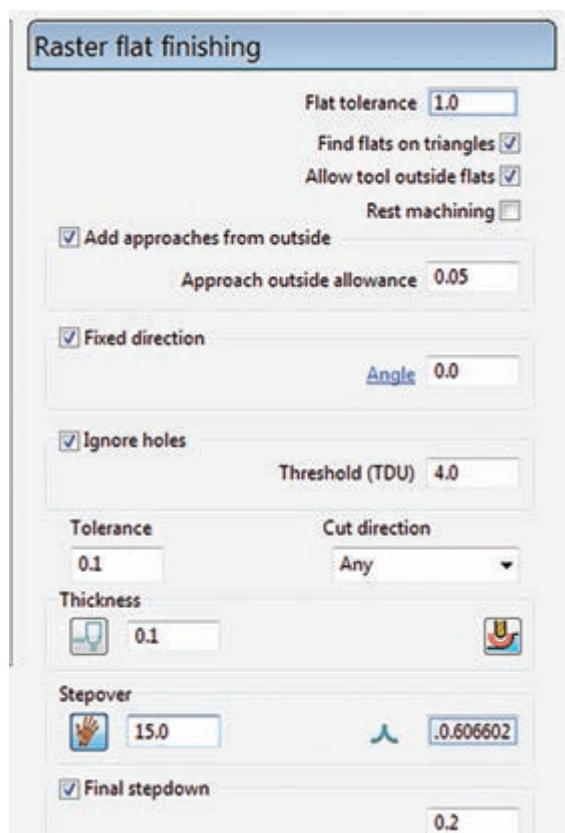 Raster flat finishing
Flat tolerance 1.0
Find flats on triangles
Allow tool outside flats
Rest machining
Add approaches from outside
Approach outside allowance 0.05
Fixed direction
Angle 0.0
Ignore holes
Threshold (TDU) 4.0
Tolerance Cut direction
0.1 Any
Thickness
0.1
Stepover
15.0 .0.606602
Final stepdown
0.2